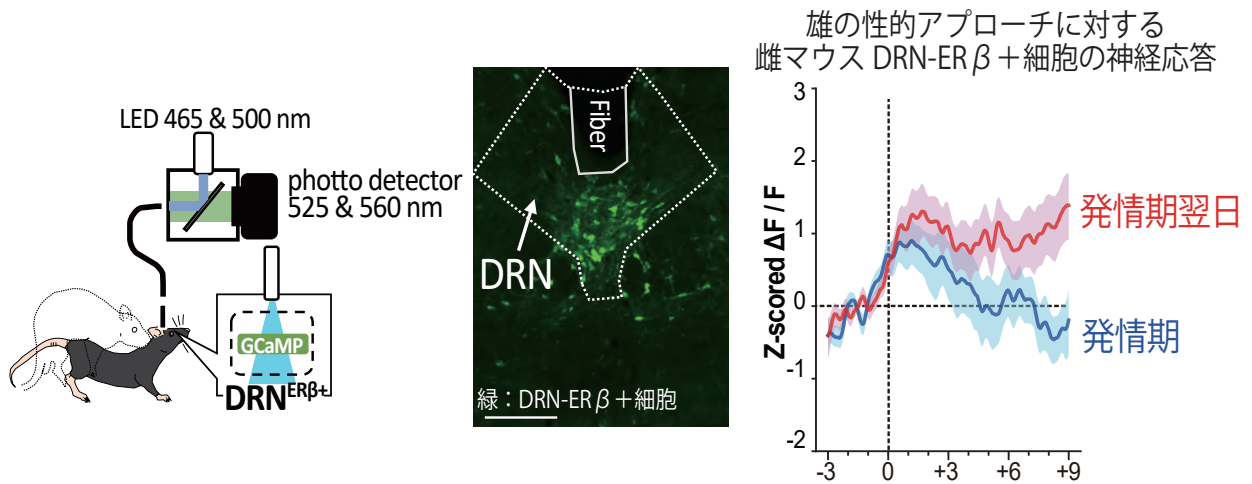 LED 465 & 500 nm
photto detector
525 & 560 nm
GCaMP
DRNERβ+
Fiber
DRN
緑：DRN-ERβ＋細胞
雄の性的アプローチに対する
雌マウス DRN-ERβ＋細胞の神経応答
Z-scored ΔF / F
3
2
1
0
-1
-2
-3
0
+3
+6
+9
発情期翌日
発情期